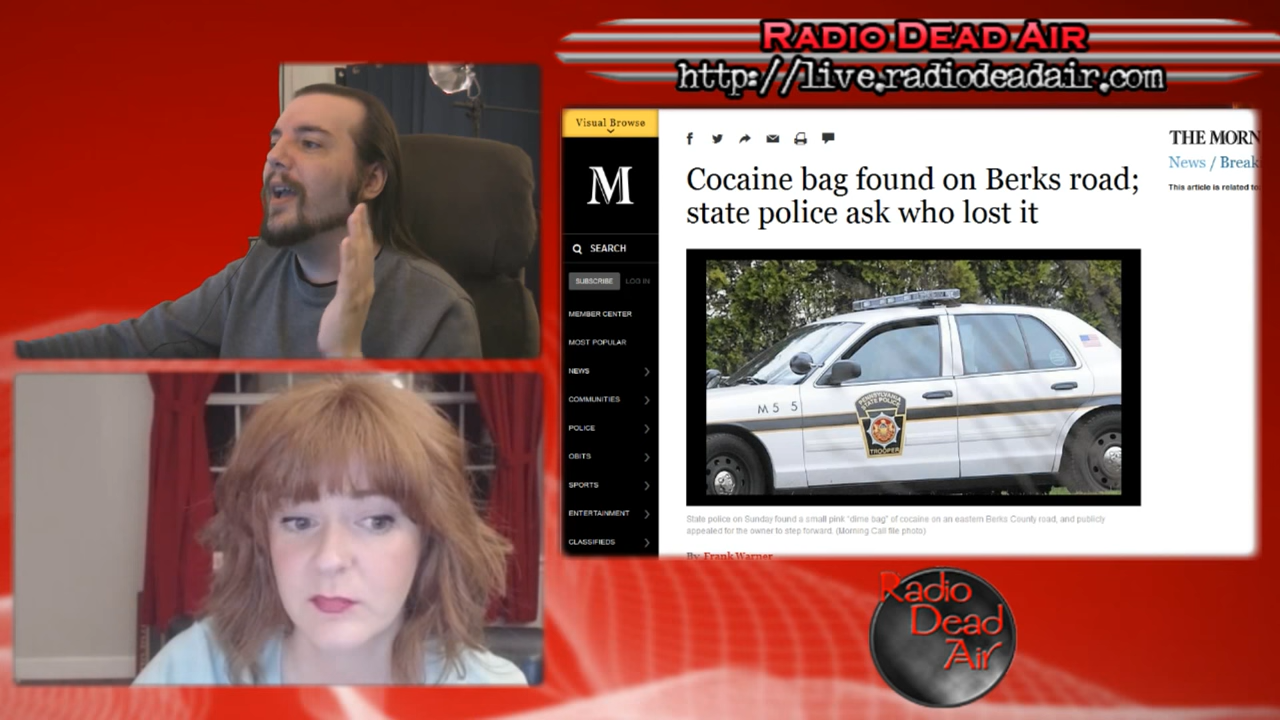 Radio Dead Air
http://live.radiodeadair.com
Visual Browse
M
SEARCH
SUBSCRIBE LOG IN
MEMBER CENTER
MOST POPULAR
NEWS
COMMUNITIES
POLICE
OBITS
SPORTS
ENTERTAINMENT
CLASSIFIEDS
Cocaine bag found on Berks road;
state police ask who lost it
M 5 5
PENNSYLVANIA
STATE POLICE
TROOPER
State police on Sunday found a small pink 'dime bag" of cocaine on an eastern Berks County road, and publicly
appealed for the owner to step forward. (Morning Call file photo)
By Frank Warner
THE MORN
News / Breaki
This article is related to
Radio
Dead
Air